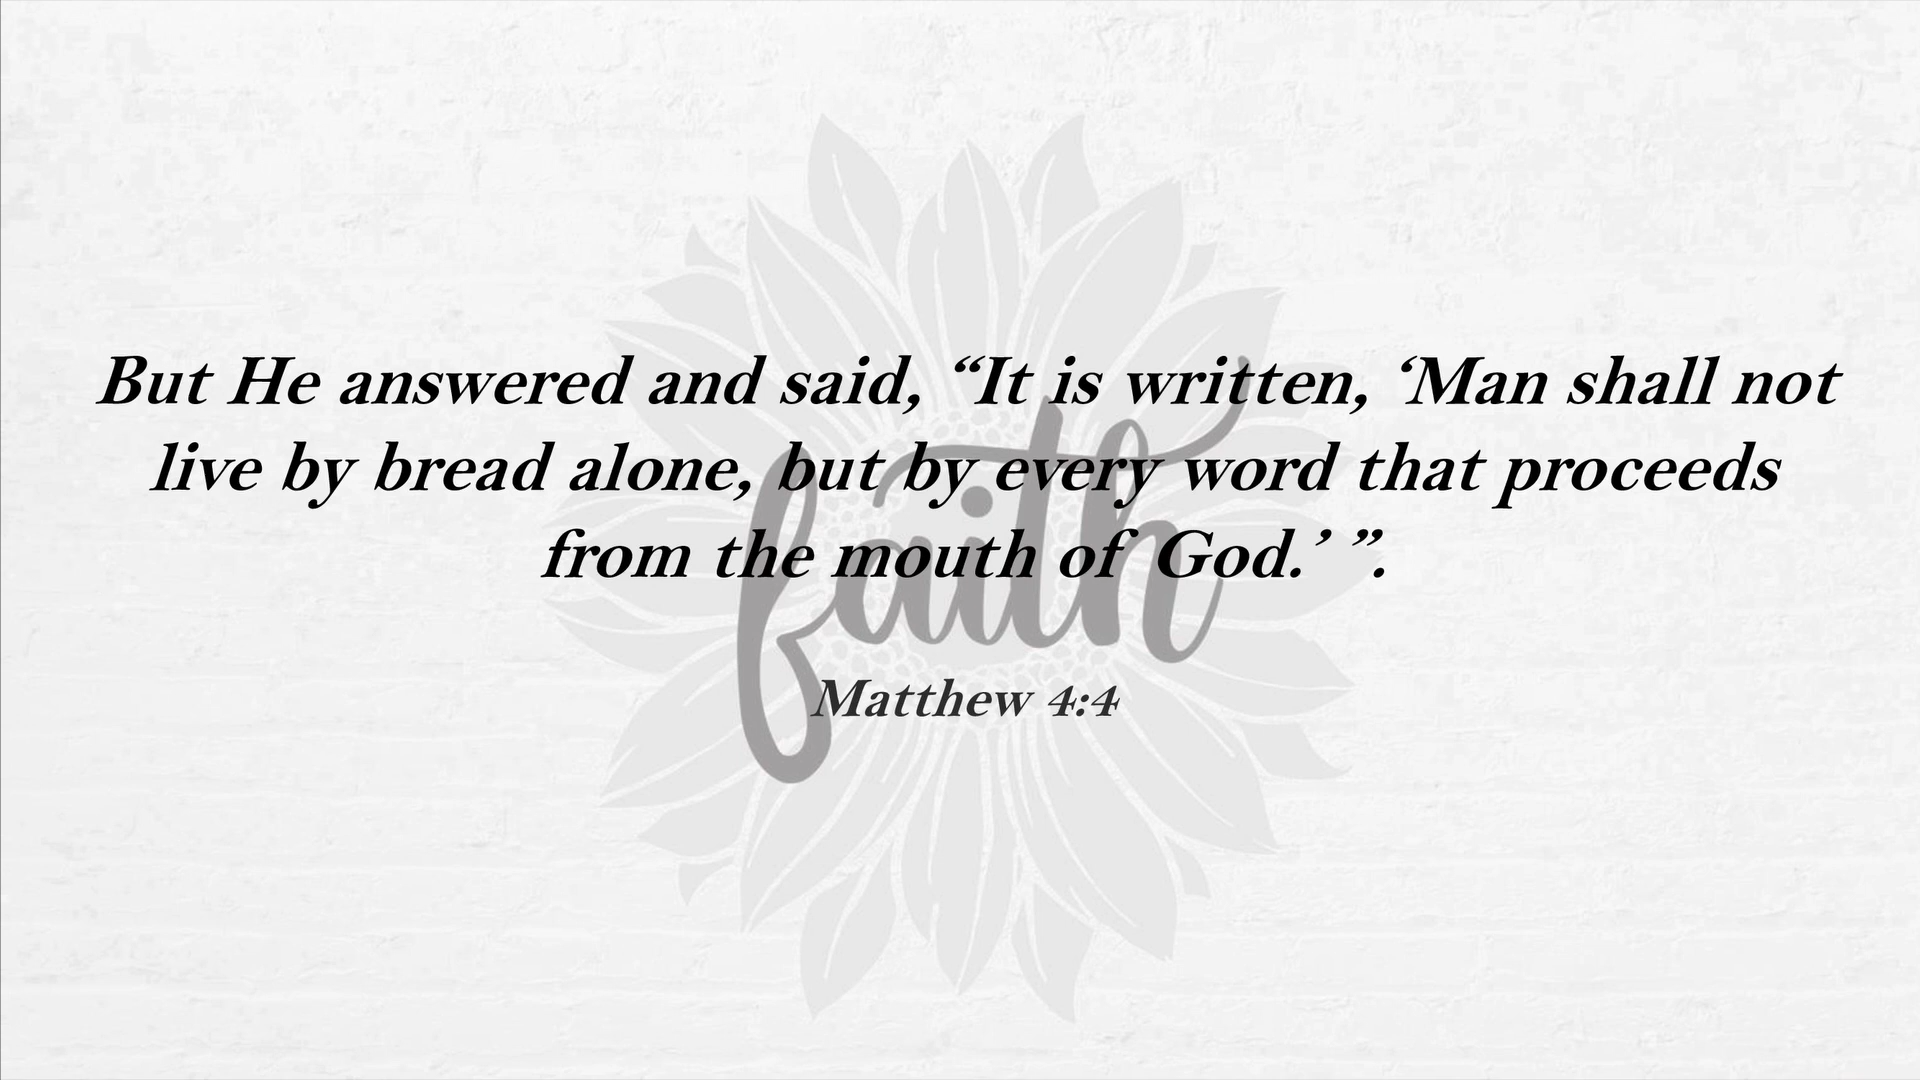 But He answered and said, “It is written, ‘Man shall not
live by bread alone, but by every word that proceeds
from the mouth of God.’ ”.
faith
Matthew 4:4